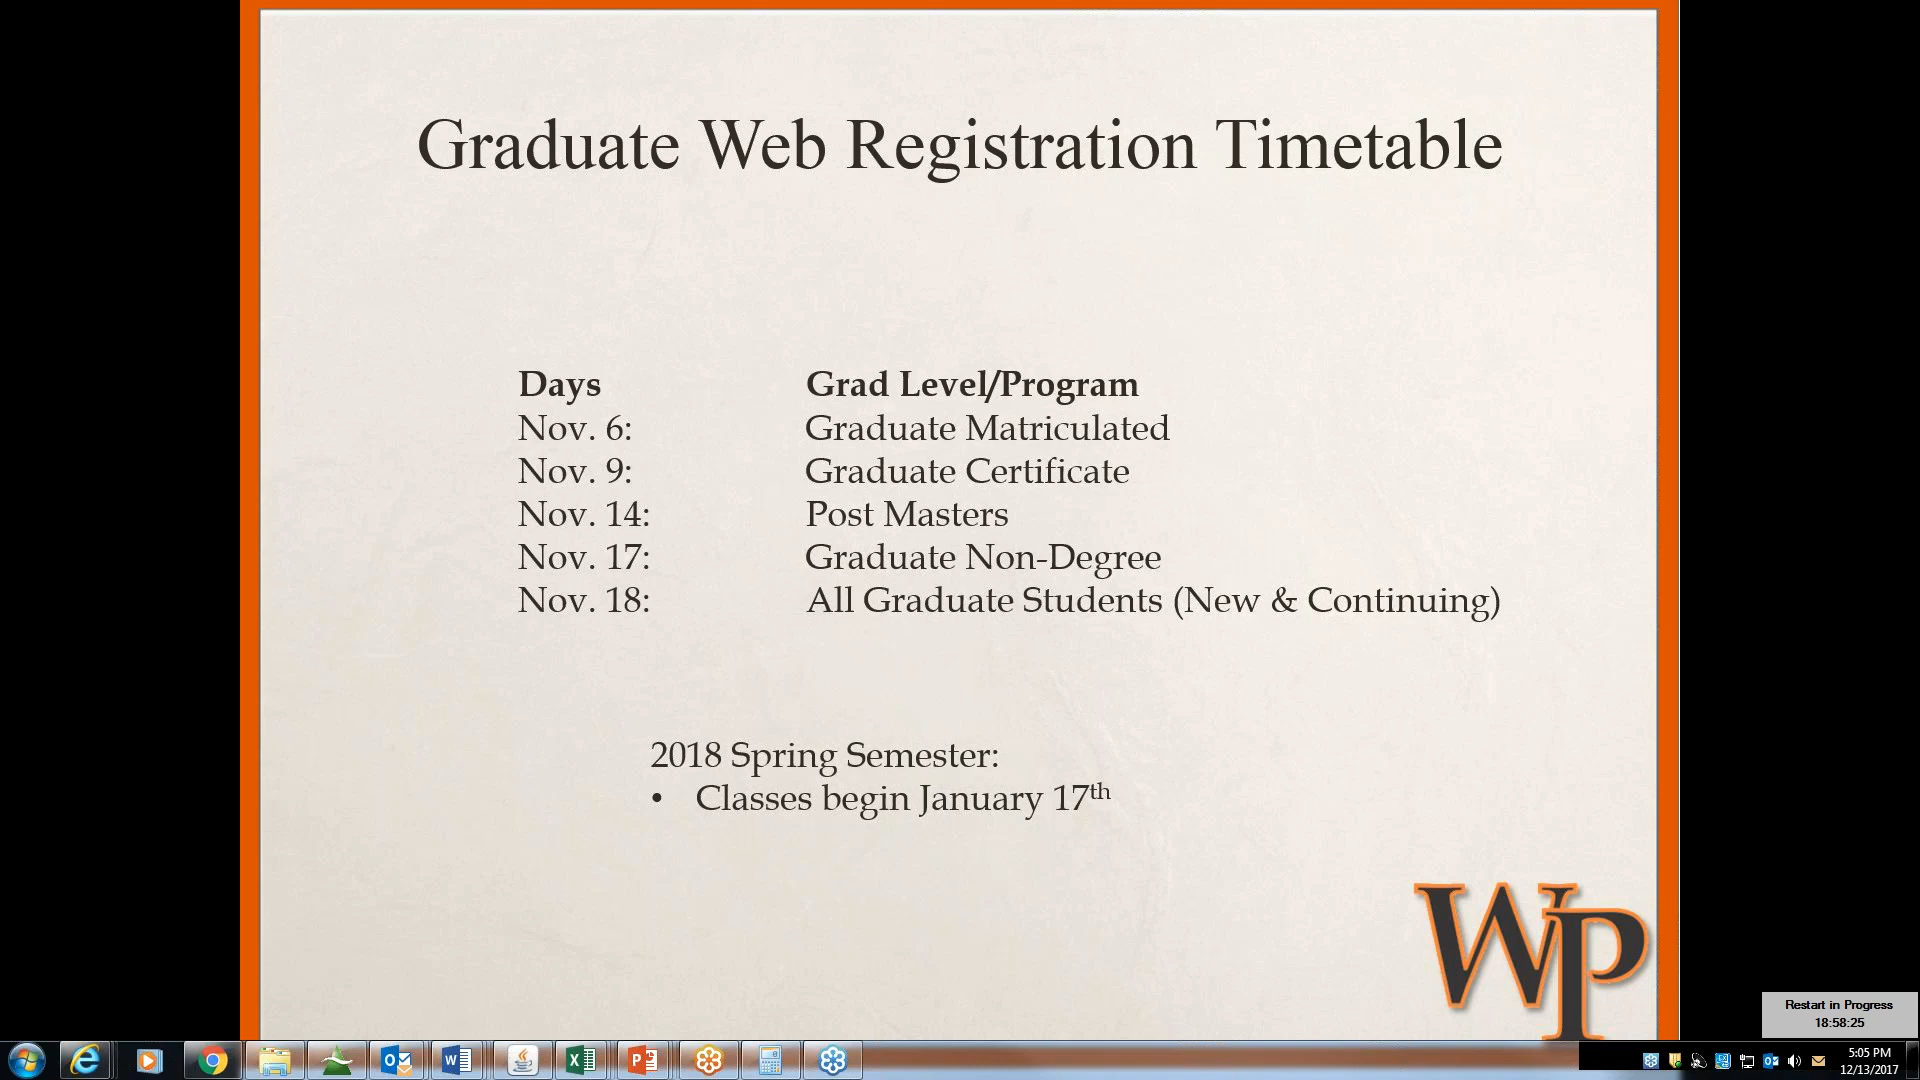 Graduate Web Registration Timetable
Days Grad Level/Program
Nov. 6: Graduate Matriculated
Nov. 9: Graduate Certificate
Nov. 14: Post Masters
Nov. 17: Graduate Non-Degree
Nov. 18: All Graduate Students (New & Continuing)
2018 Spring Semester:
• Classes begin January 17th
WP
Restart in Progress
18:58:25
5:05 PM
12/13/2017